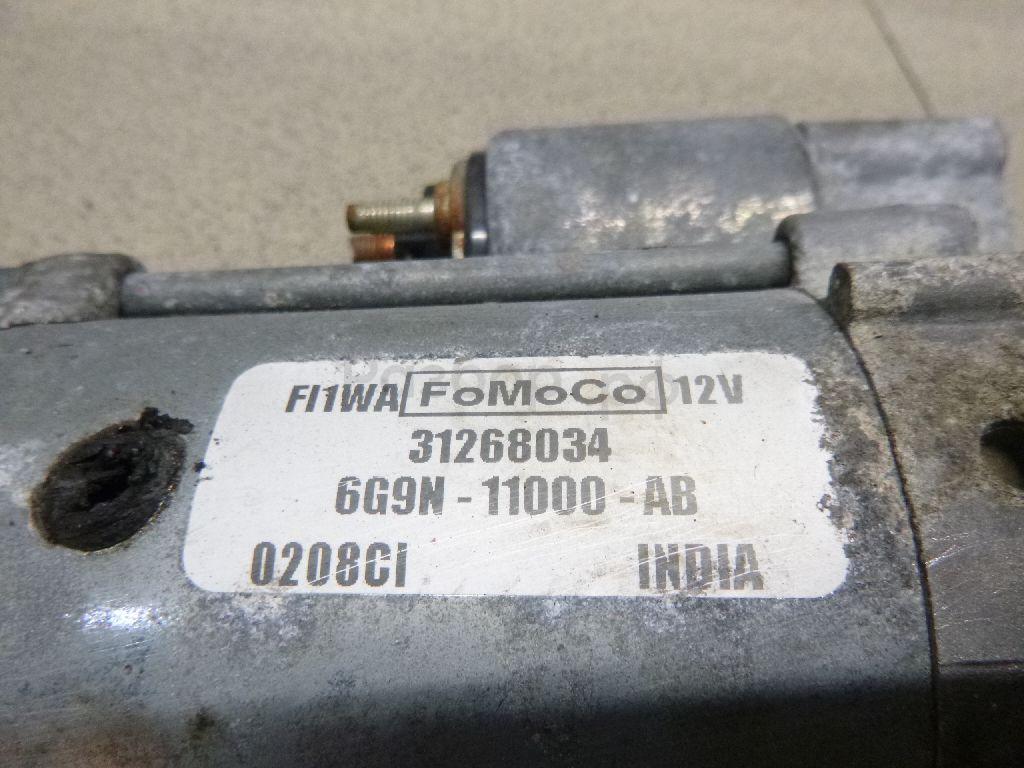 FI1WA FoMoCo 12V
31268034
6G9N - 11000 - AB
0208CI INDIA